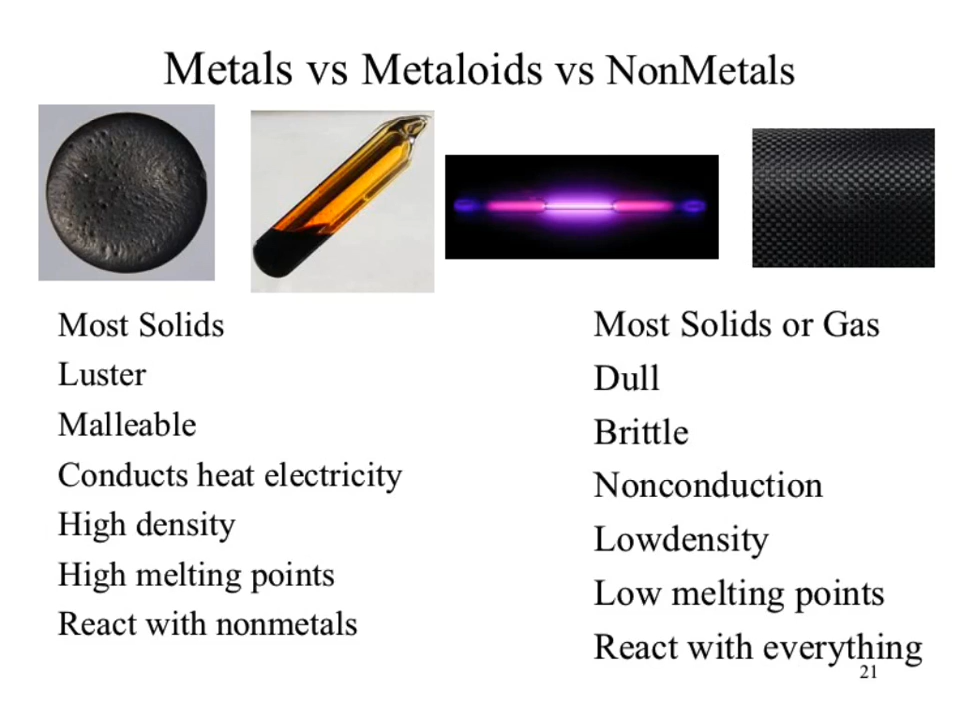 Metals vs Metaloids vs NonMetals
Most Solids
Luster
Malleable
Conducts heat electricity
High density
High melting points
React with nonmetals
Most Solids or Gas
Dull
Brittle
Nonconduction
Lowdensity
Low melting points
React with everything
21